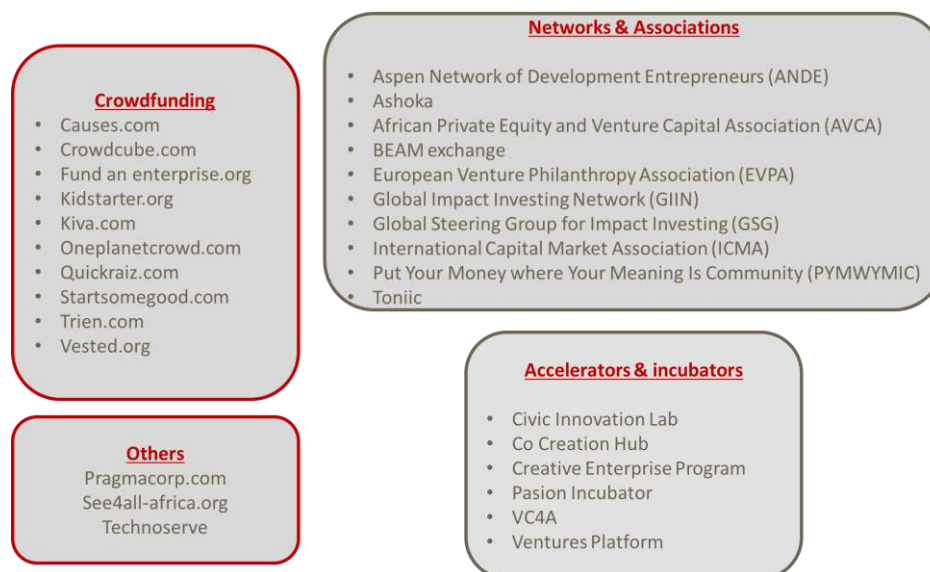 Crowdfunding
• Causes.com
• Crowdcube.com
• Fund an enterprise.org
• Kidstarter.org
• Kiva.com
• Oneplanetcrowd.com
• Quickraiz.com
• Startsomegood.com
• Trien.com
• Vested.org
Networks & Associations
• Aspen Network of Development Entrepreneurs (ANDE)
• Ashoka
• African Private Equity and Venture Capital Association (AVCA)
• BEAM exchange
• European Venture Philanthropy Association (EVPA)
• Global Impact Investing Network (GIIN)
• Global Steering Group for Impact Investing (GSG)
• International Capital Market Association (ICMA)
• Put Your Money where Your Meaning Is Community (PYMWYMIC)
• Toniic
Others
Pragmacorp.com
See4all-africa.org
Technoserve
Accelerators & incubators
• Civic Innovation Lab
• Co Creation Hub
• Creative Enterprise Program
• Pasion Incubator
• VC4A
• Ventures Platform